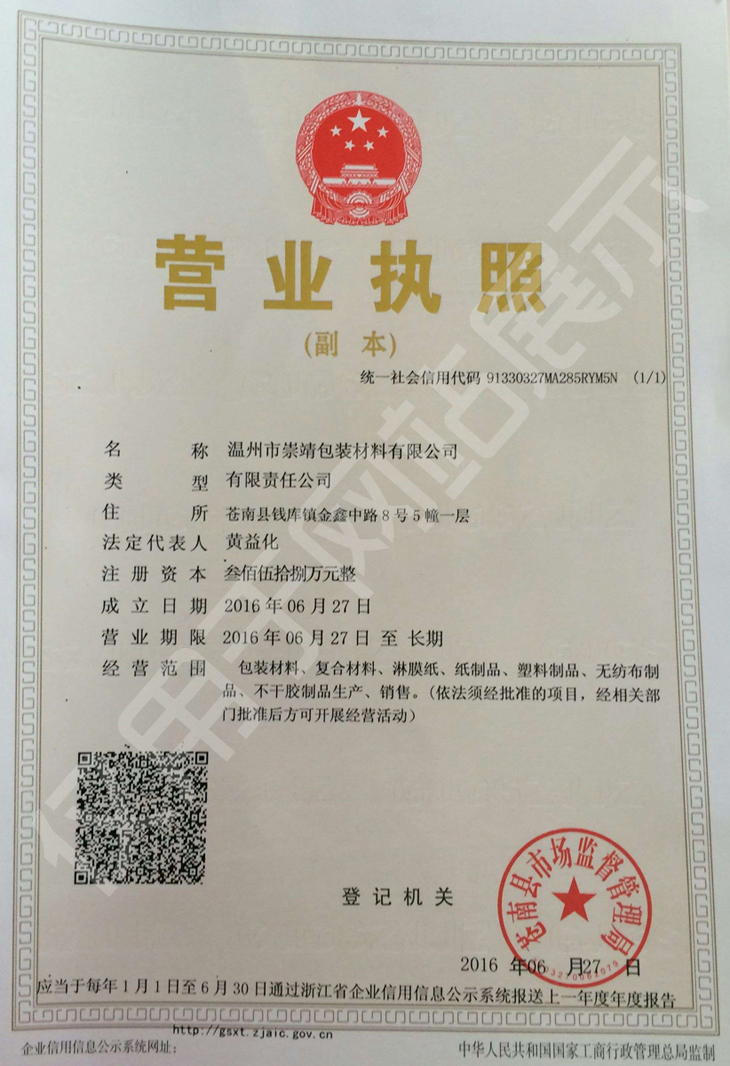 营业执照
(副 本)
统一社会信用代码 91330327MA285RYM5N (1/1)
名 称 温州市崇靖包装材料有限公司
类 型 有限责任公司
住 所 苍南县钱库镇金鑫中路8号5幢一层
法定代表人 黄益化
注册资本 叁佰伍拾捌万元整
成立日期 2016年06月27日
营业期限 2016年06月27日 至 长期
经营范围 包装材料、复合材料、淋膜纸、纸制品、塑料制品、无纺布制
品、不干胶制品生产、销售。(依法须经批准的项目,经相关部
门批准后方可开展经营活动)
登记机关
苍南县市场监督管理局
2016 年06 月27 日
应当于每年1月1日至6月30日通过浙江省企业信用信息公示系统报送上一年度年度报告
http://gsxt.zjaic.gov.cn
企业信用信息公示系统网址:
中华人民共和国国家工商行政管理总局监制
仅用于网站展示